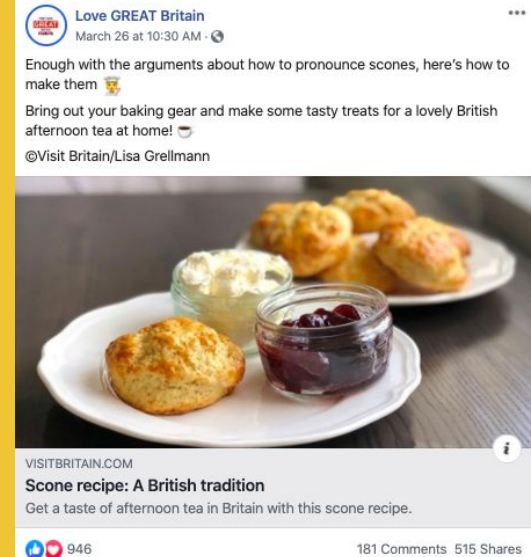 Love GREAT Britain
March 26 at 10:30 AM ·
Enough with the arguments about how to pronounce scones, here's how to
make them 👨‍🍳
Bring out your baking gear and make some tasty treats for a lovely British
afternoon tea at home! ☕
©Visit Britain/Lisa Grellmann
VISITBRITAIN.COM
Scone recipe: A British tradition
Get a taste of afternoon tea in Britain with this scone recipe.
946
181 Comments 515 Shares